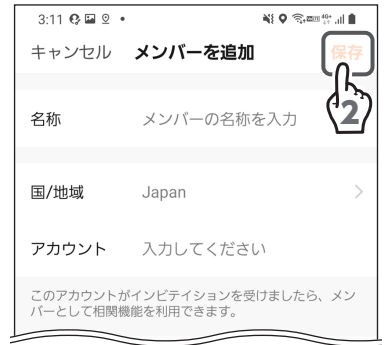 3:11
キャンセル メンバーを追加 保存
2
名称 メンバーの名称を入力
国/地域 Japan
アカウント 入力してください
このアカウントがインビテイションを受けましたら、メン
バーとして相関機能を利用できます。